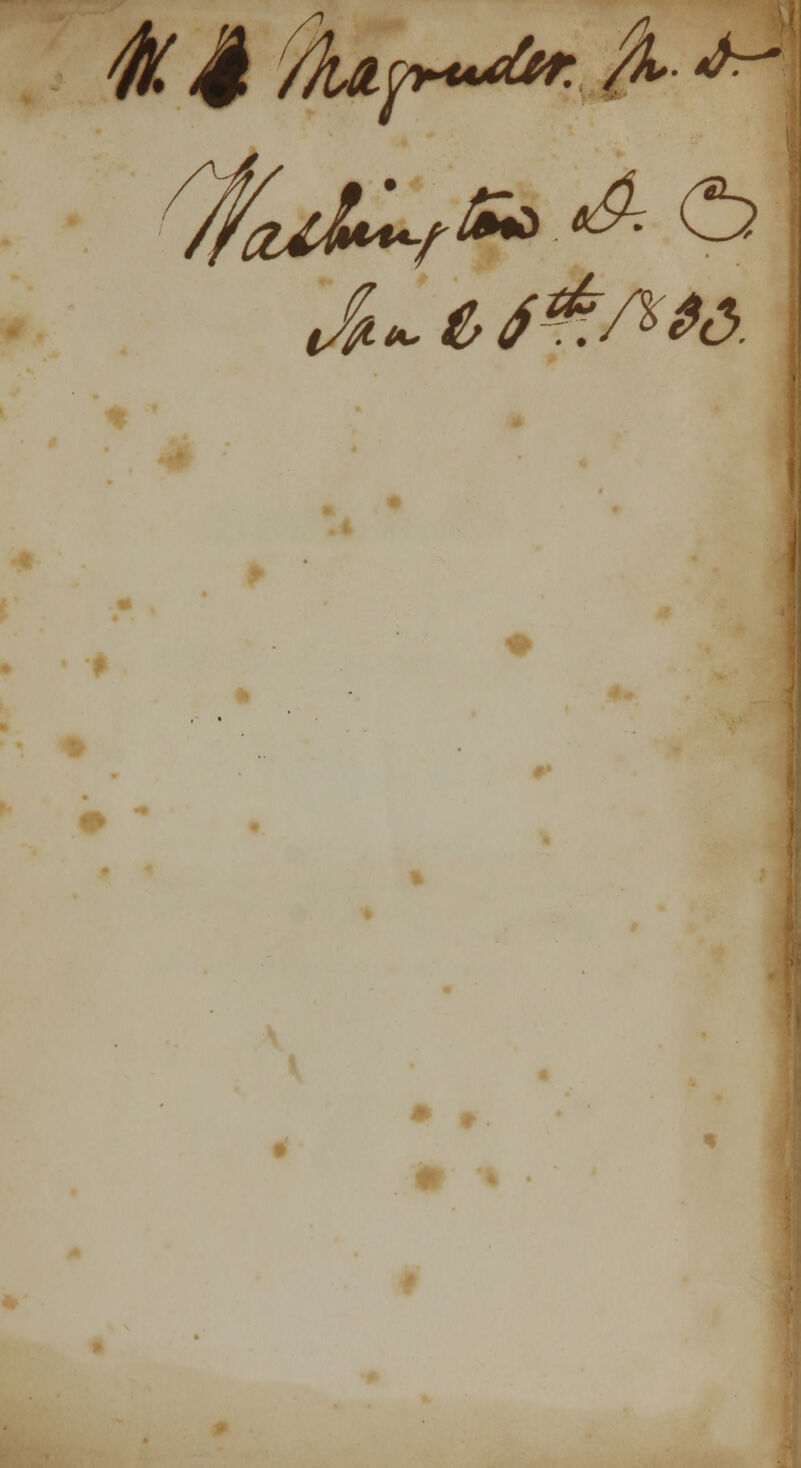 W. B. Magruder. M. D.
Washington D. C.
Jan 26th 1833.